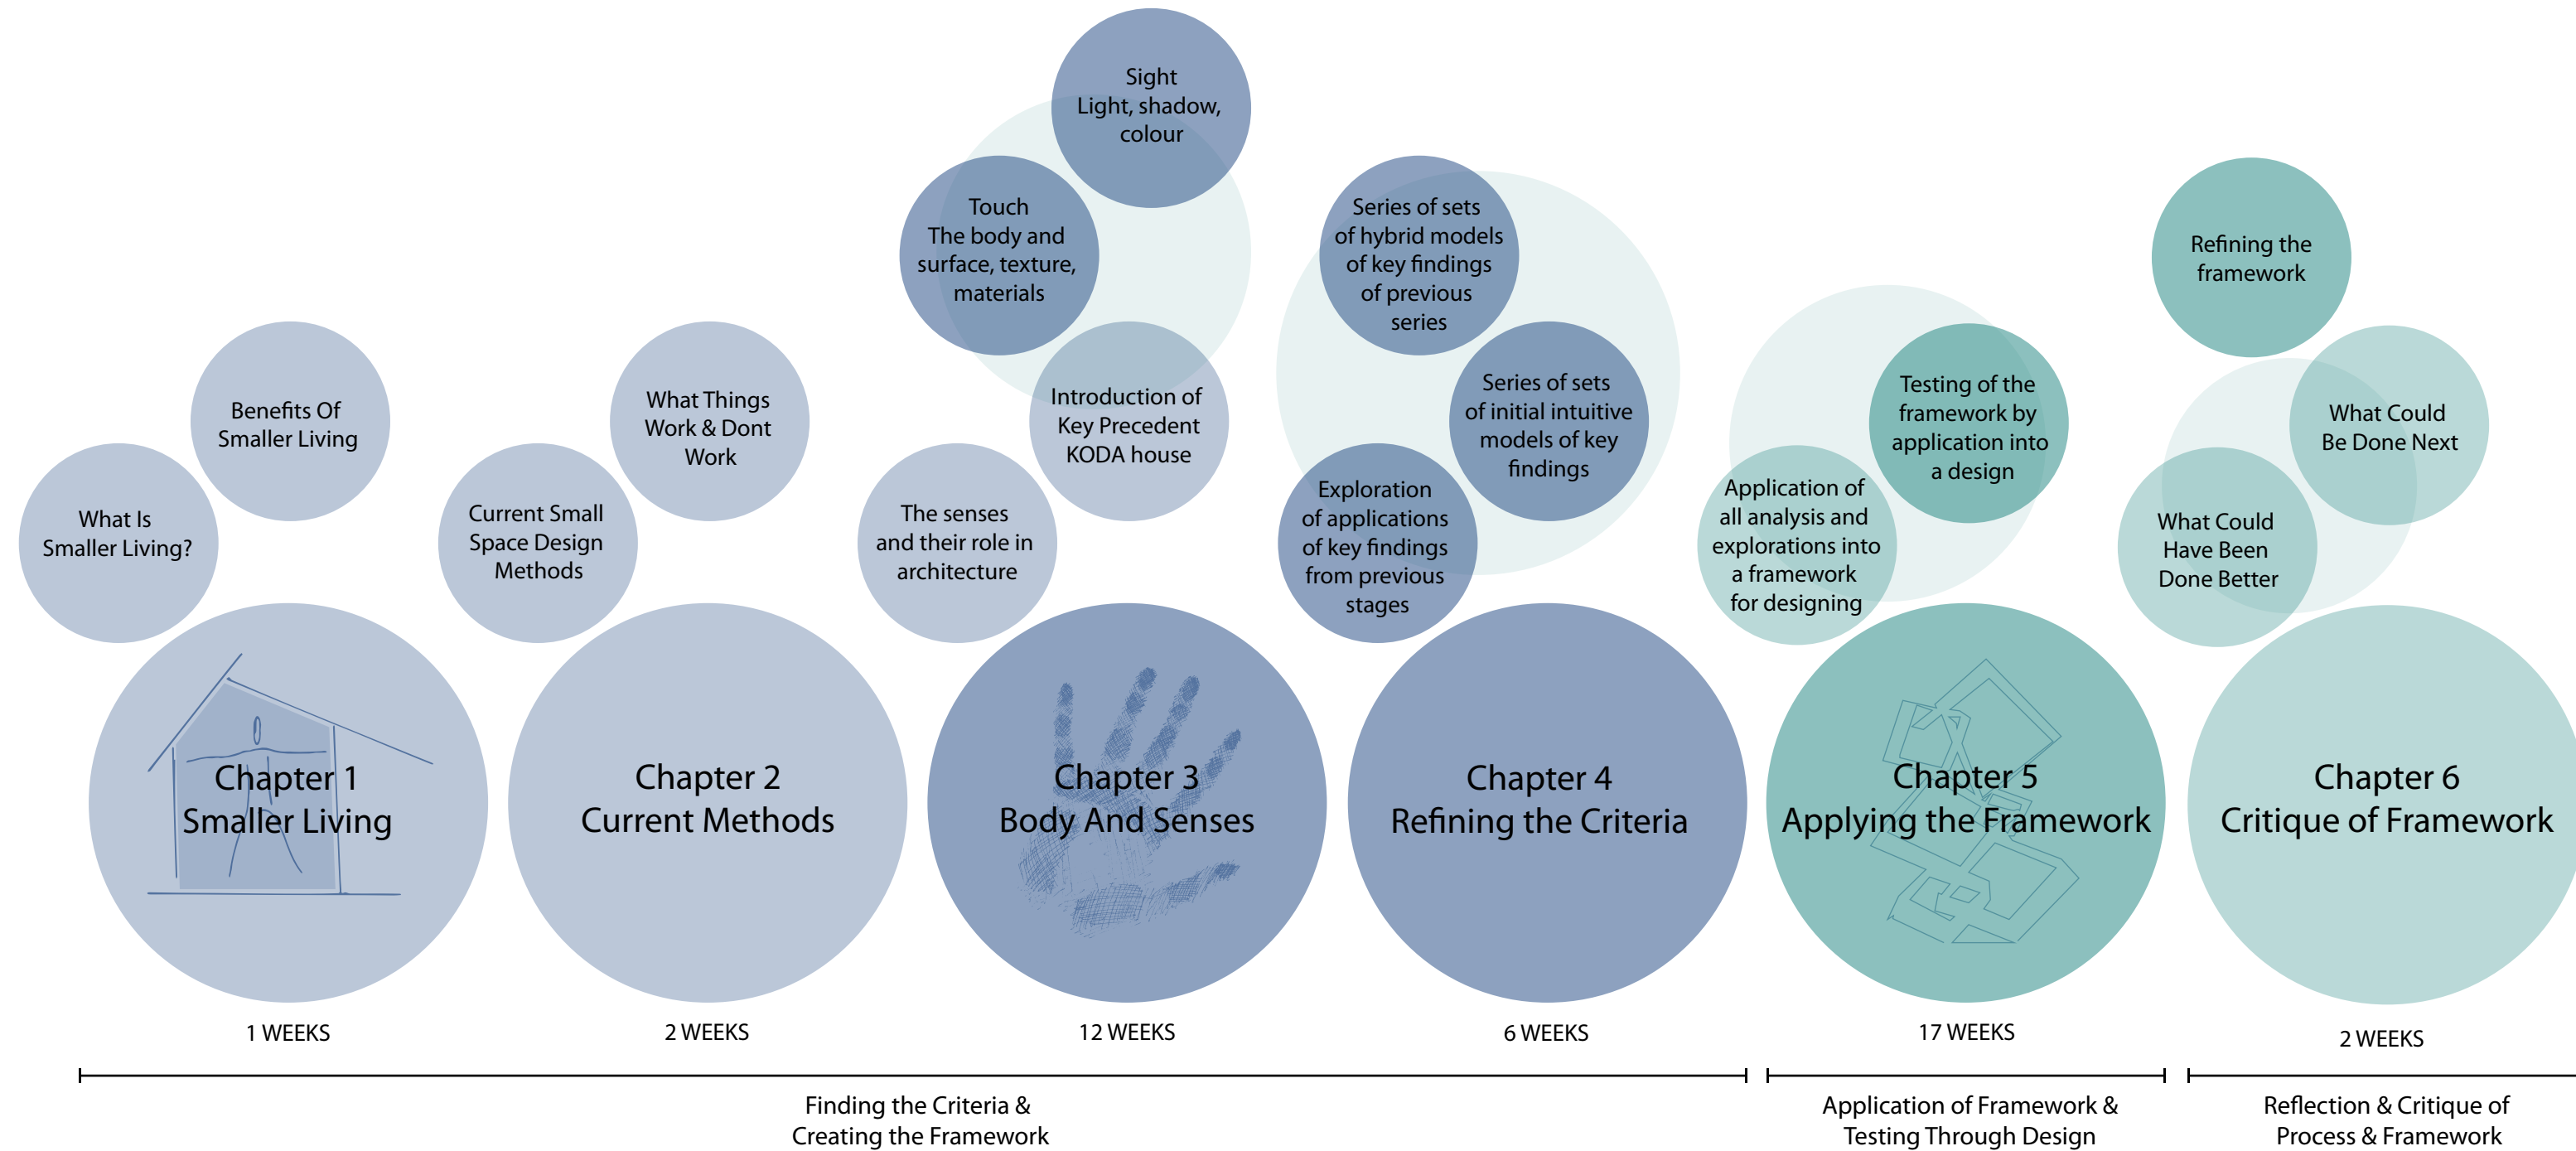 Sight
Light, shadow,
colour
Touch
The body and
surface, texture,
materials
Series of sets
of hybrid models
of key findings
of previous
series
Refining the
framework
Benefits Of
Smaller Living
What Things
Work & Dont
Work
Introduction of
Key Precedent
KODA house
Series of sets
of initial intuitive
models of key
findings
Testing of the
framework by
application into
a design
What Could
Be Done Next
What Is
Smaller Living?
Current Small
Space Design
Methods
The senses
and their role in
architecture
Exploration
of applications
of key findings
from previous
stages
Application of
all analysis and
explorations into
a framework
for designing
What Could
Have Been
Done Better
Chapter 1
Smaller Living
Chapter 2
Current Methods
Chapter 3
Body And Senses
Chapter 4
Refining the Criteria
Chapter 5
Applying the Framework
Chapter 6
Critique of Framework
1 WEEKS
2 WEEKS
12 WEEKS
6 WEEKS
17 WEEKS
2 WEEKS
Finding the Criteria &
Creating the Framework
Application of Framework &
Testing Through Design
Reflection & Critique of
Process & Framework